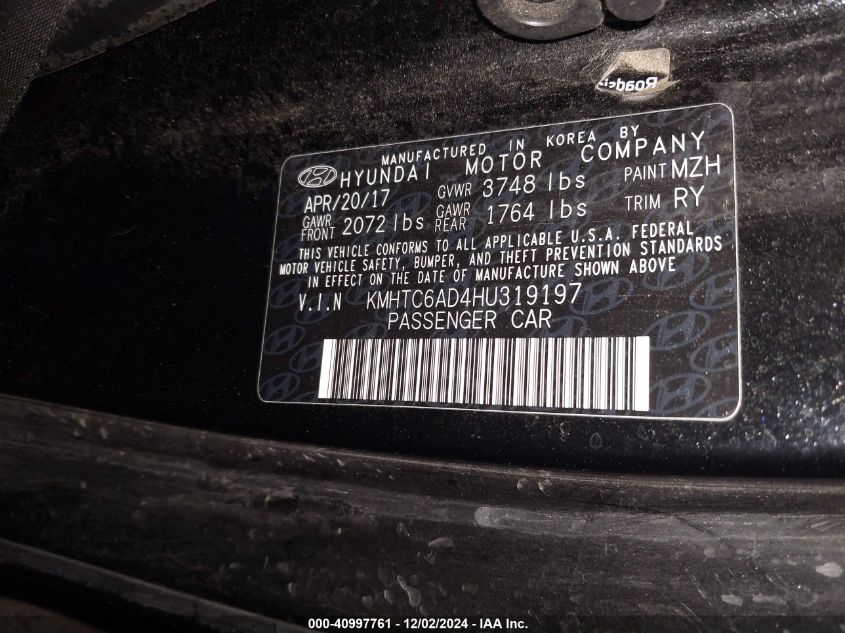 Roadsi
MANUFACTURED IN KOREA BY
HYUNDAI MOTOR COMPANY
APR/20/17 GVWR 3748 lbs PAINT MZH
GAWR FRONT 2072 lbs GAWR REAR 1764 lbs TRIM RY
THIS VEHICLE CONFORMS TO ALL APPLICABLE U.S.A. FEDERAL
MOTOR VEHICLE SAFETY, BUMPER, AND THEFT PREVENTION STANDARDS
IN EFFECT ON THE DATE OF MANUFACTURE SHOWN ABOVE
V.I.N KMHTC6AD4HU319197
PASSENGER CAR
000-40997761 - 12/02/2024 - IAA Inc.